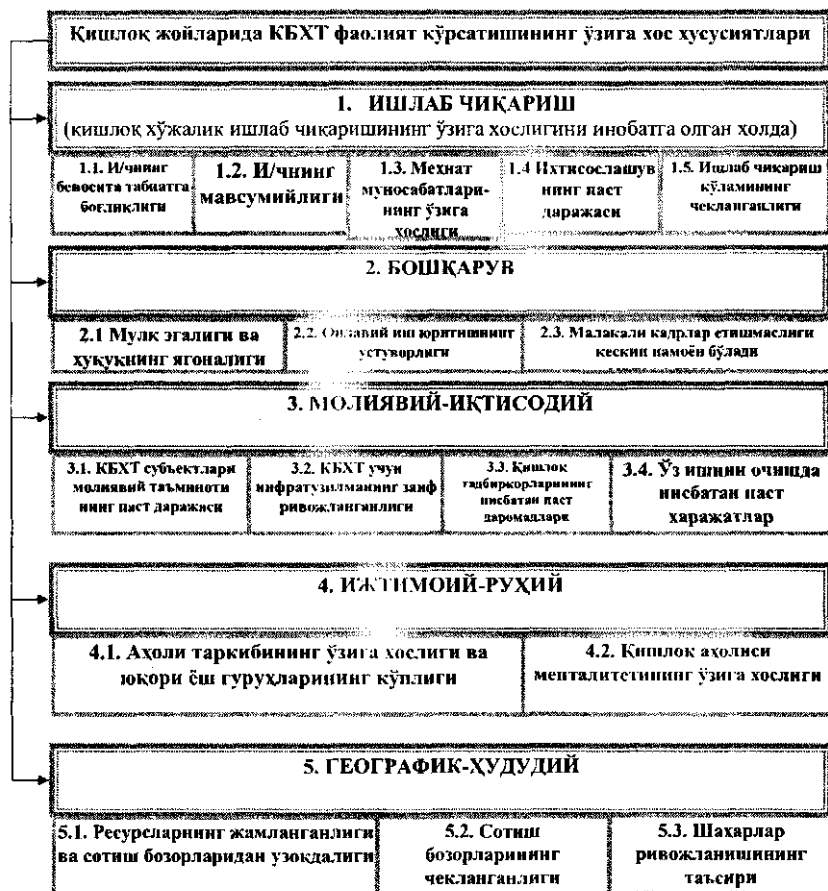 Қишлоқ жойларида КБХТ фаолият кўрсатишининг ўзига хос хусусиятлари
1. ИШЛАБ ЧИҚАРИШ
(қишлоқ хўжалик ишлаб чиқаришининг ўзига хослигини инобатга олган холда)
1.1. И/чнинг
бевосита табиатга
боғлиқлиги
1.2. И/чнинг
мавсумийлиги
1.3. Меҳнат
муносабатлари-
нинг ўзига
хослиги
1.4 Ихтисослашув
нинг паст
даражаси
1.5. Ишлаб чиқариш
кўламининг
чекланганлиги
2. БОШҚАРУВ
2.1 Мулк эгалиги ва
ҳуқуқнинг ягоналиги
2.2. Оилавий иш юритишнинг
устуворлиги
2.3. Малакали кадрлар етишмаслиги
кескин намоён бўлади
3. МОЛИЯВИЙ-ИҚТИСОДИЙ
3.1. КБХТ субъектлари
молиявий таъминоти
нинг паст даражаси
3.2. КБХТ учун
инфратузилманинг заиф
ривожланганлиги
3.3. Қишлоқ
тадбиркорларининг
нисбатан паст
даромадлари
3.4. Ўз ишини очишда
нисбатан паст
харажатлар
4. ИЖТИМОИЙ-РУҲИЙ
4.1. Аҳоли таркибининг ўзига хослиги ва
юқори ёш гуруҳларининг кўплиги
4.2. Қишлоқ аҳолиси
менталитетининг ўзига хослиги
5. ГЕОГРАФИК-ҲУДУДИЙ
5.1. Ресурсларнинг жамланганлиги
ва сотиш бозорларидан узоқдалиги
5.2. Сотиш
бозорларининг
чекланганлиги
5.3. Шаҳарлар
ривожланишининг
таъсири